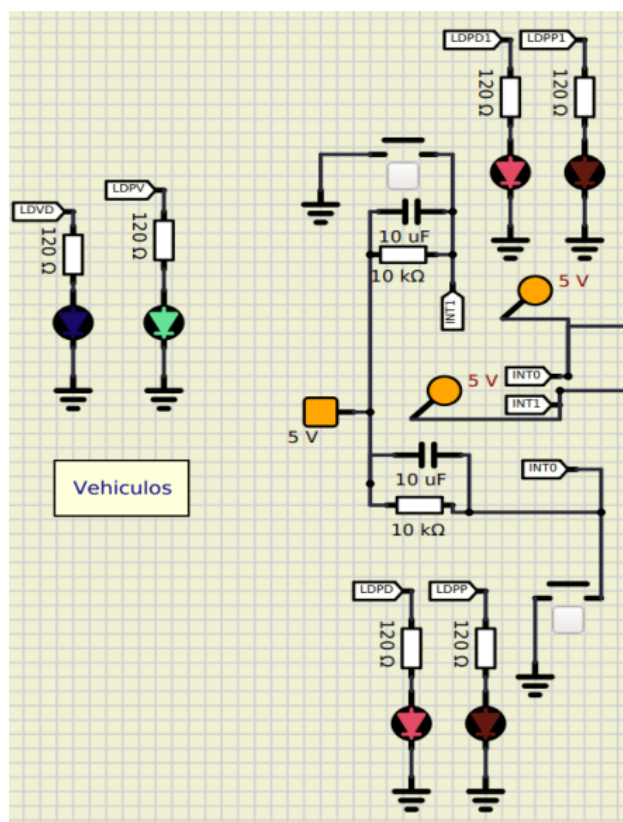 LDPD1
LDPP1
120 Ω
120 Ω
LDPV
LDVD
120 Ω
120 Ω
10 uF
10 kΩ
INT1
5 V
INT0
5 V
INT1
5 V
10 uF
INT0
Vehiculos
10 kΩ
LDPD
LDPP
120 Ω
120 Ω